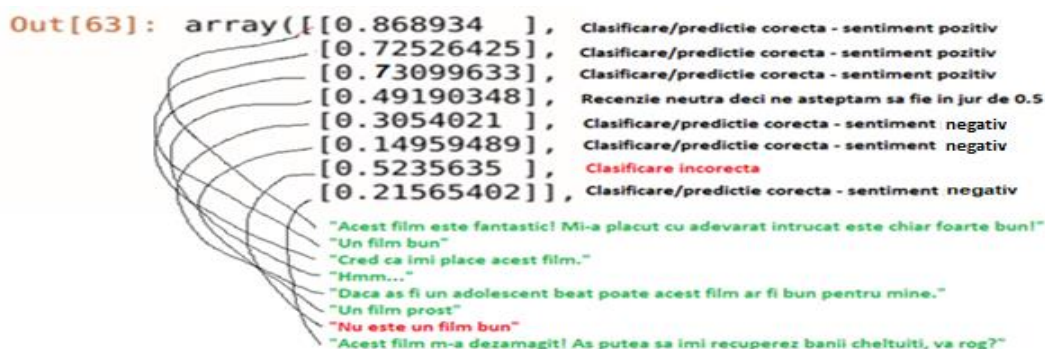 Out[63]: array([[0.868934 ], Clasificare/predictie corecta - sentiment pozitiv
[0.72526425], Clasificare/predictie corecta - sentiment pozitiv
[0.73099633], Clasificare/predictie corecta - sentiment pozitiv
[0.49190348], Recenzie neutra deci ne asteptam sa fie in jur de 0.5
[0.3054021 ], Clasificare/predictie corecta - sentiment negativ
[0.14959489], Clasificare/predictie corecta - sentiment negativ
[0.5235635 ], Clasificare incorecta
[0.21565402]], Clasificare/predictie corecta - sentiment negativ
"Acest film este fantastic! Mi-a placut cu adevarat intrucat este chiar foarte bun!"
"Un film bun"
"Cred ca imi place acest film."
"Hmm..."
"Daca as fi un adolescent beat poate acest film ar fi bun pentru mine."
"Un film prost"
"Nu este un film bun"
"Acest film m-a dezamagit! As putea sa imi recuperez banii cheltuiti, va rog?"